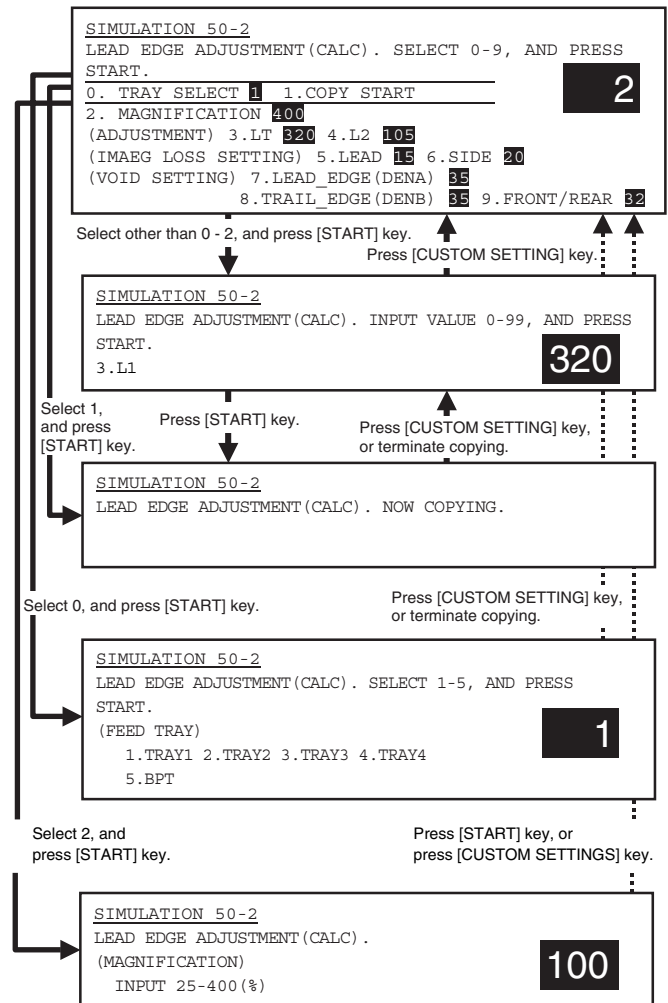 SIMULATION 50-2
LEAD EDGE ADJUSTMENT(CALC). SELECT 0-9, AND PRESS
START.
2
0. TRAY SELECT 1 1.COPY START
2. MAGNIFICATION 400
(ADJUSTMENT) 3.LT 320 4.L2 105
(IMAEG LOSS SETTING) 5.LEAD 15 6.SIDE 20
(VOID SETTING) 7.LEAD_EDGE(DENA) 35
8.TRAIL_EDGE(DENB) 35 9.FRONT/REAR 32
Select other than 0 - 2, and press [START] key.
Press [CUSTOM SETTING] key.
SIMULATION 50-2
LEAD EDGE ADJUSTMENT(CALC). INPUT VALUE 0-99, AND PRESS
START.
320
3.L1
Select 1,
and press
[START] key.
Press [START] key.
Press [CUSTOM SETTING] key,
or terminate copying.
SIMULATION 50-2
LEAD EDGE ADJUSTMENT(CALC). NOW COPYING.
Select 0, and press [START] key.
Press [CUSTOM SETTING] key,
or terminate copying.
SIMULATION 50-2
LEAD EDGE ADJUSTMENT(CALC). SELECT 1-5, AND PRESS
START.
(FEED TRAY)
1
1.TRAY1 2.TRAY2 3.TRAY3 4.TRAY4
5.BPT
Select 2, and
press [START] key.
Press [START] key, or
press [CUSTOM SETTINGS] key.
SIMULATION 50-2
LEAD EDGE ADJUSTMENT(CALC).
(MAGNIFICATION)
100
INPUT 25-400(%)